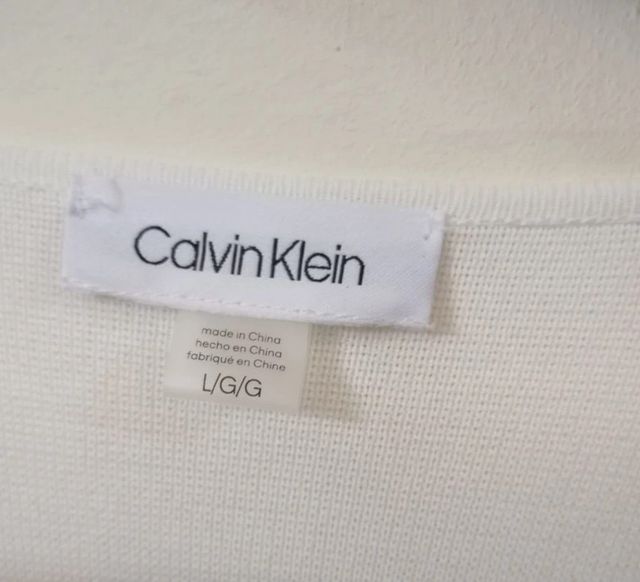 Calvin Klein
made in China
hecho en China
fabriqué en Chine
L/G/G